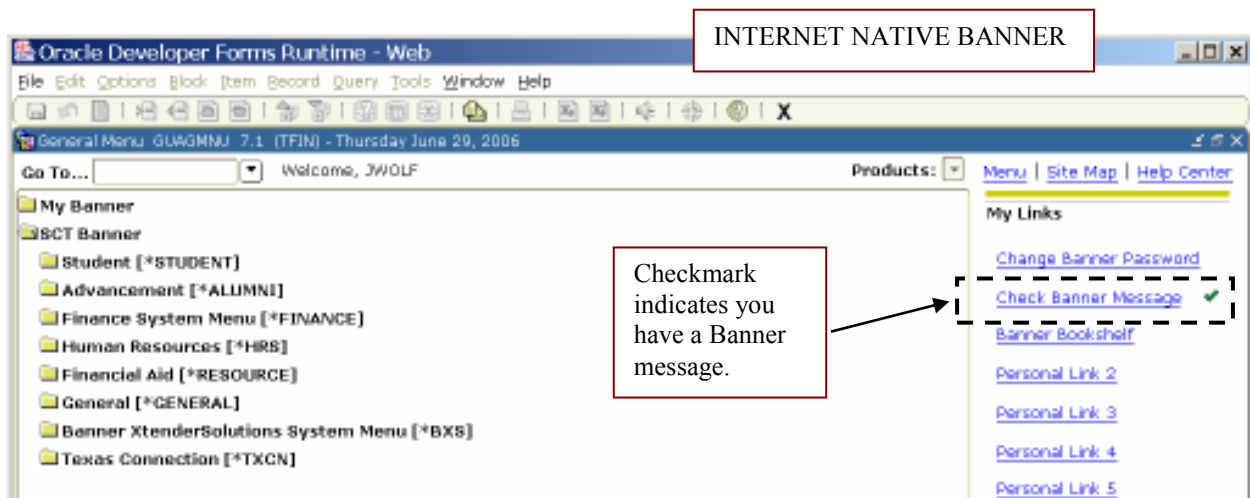 INTERNET NATIVE BANNER
Oracle Developer Forms Runtime - Web
File Edit Options Block Item Record Query Tools Window Help
General Menu GUAGMNU 7.1 (TFIN) - Thursday June 29, 2006
Go To... Welcome, JWOLF Products: Menu | Site Map | Help Center
My Banner
My Links
SCT Banner
Student [*STUDENT]
Change Banner Password
Advancement [*ALUMNI]
Check Banner Message
Finance System Menu [*FINANCE]
Human Resources [*HRS]
Banner Bookshelf
Financial Aid [*RESOURCE]
Personal Link 2
General [*GENERAL]
Personal Link 3
Banner XtenderSolutions System Menu [*BXS]
Texas Connection [*TXCN]
Personal Link 4
Personal Link 5
Checkmark
indicates you
have a Banner
message.